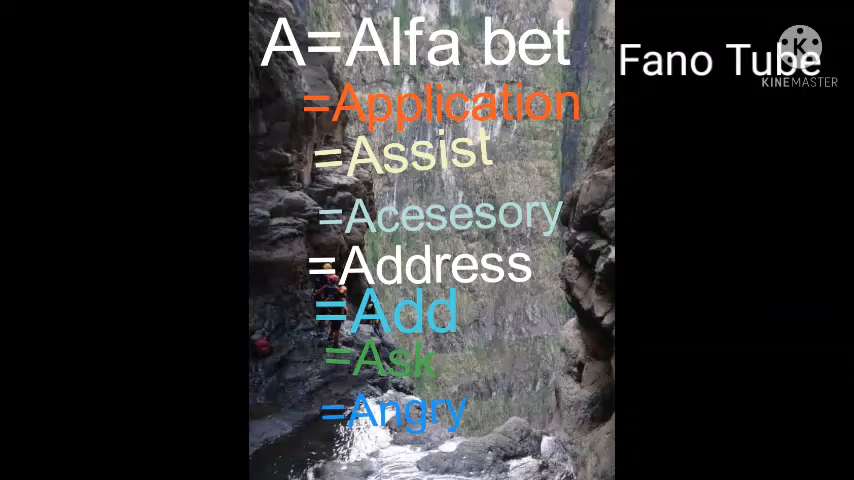 A=Alfa bet
Fano Tube
KINEMASTER
=Application
=Assist
=Acesesory
=Address
=Add
=Ask
=Angry